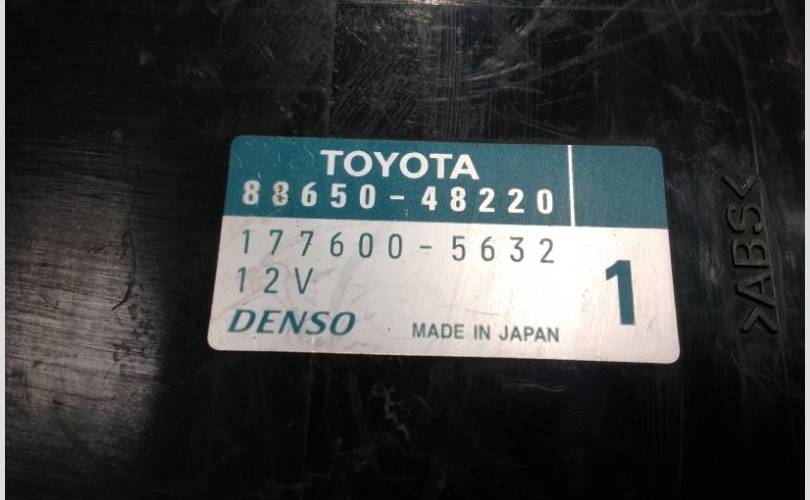 TOYOTA
88650-48220
177600-5632
12V
1
DENSO
MADE IN JAPAN
>ABS<